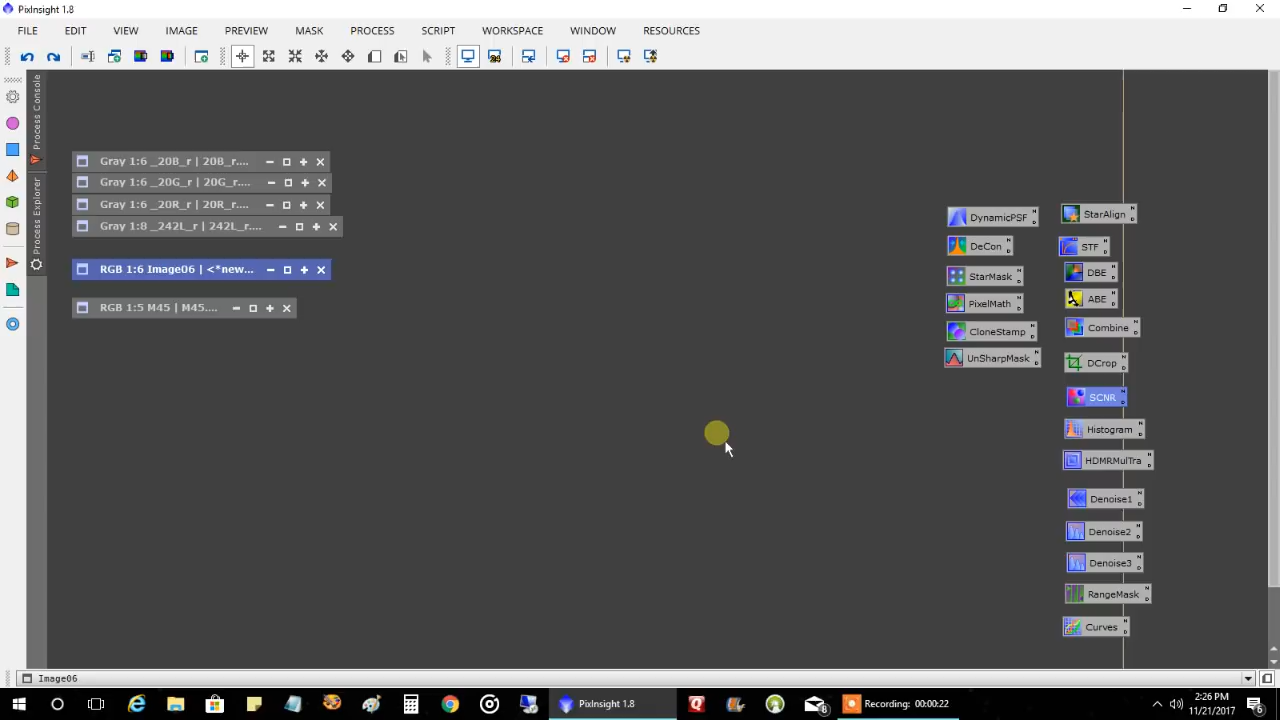 PixInsight 1.8
FILE EDIT VIEW IMAGE PREVIEW MASK PROCESS SCRIPT WORKSPACE WINDOW RESOURCES
Process Console
Process Explorer
Gray 1:6 _20B_r | 20B_r....
Gray 1:6 _20G_r | 20G_r....
Gray 1:6 _20R_r | 20R_r....
Gray 1:8 _242L_r | 242L_r....
RGB 1:6 Image06 | <*new...
RGB 1:5 M45 | M45....
DynamicPSF
DeCon
StarMask
PixelMath
CloneStamp
UnSharpMask
StarAlign
STF
DBE
ABE
Combine
DCrop
SCNR
Histogram
HDMRMulTra
Denoise1
Denoise2
Denoise3
RangeMask
Curves
Image06
PixInsight 1.8
Recording: 00:00:22
2:26 PM
11/21/2017